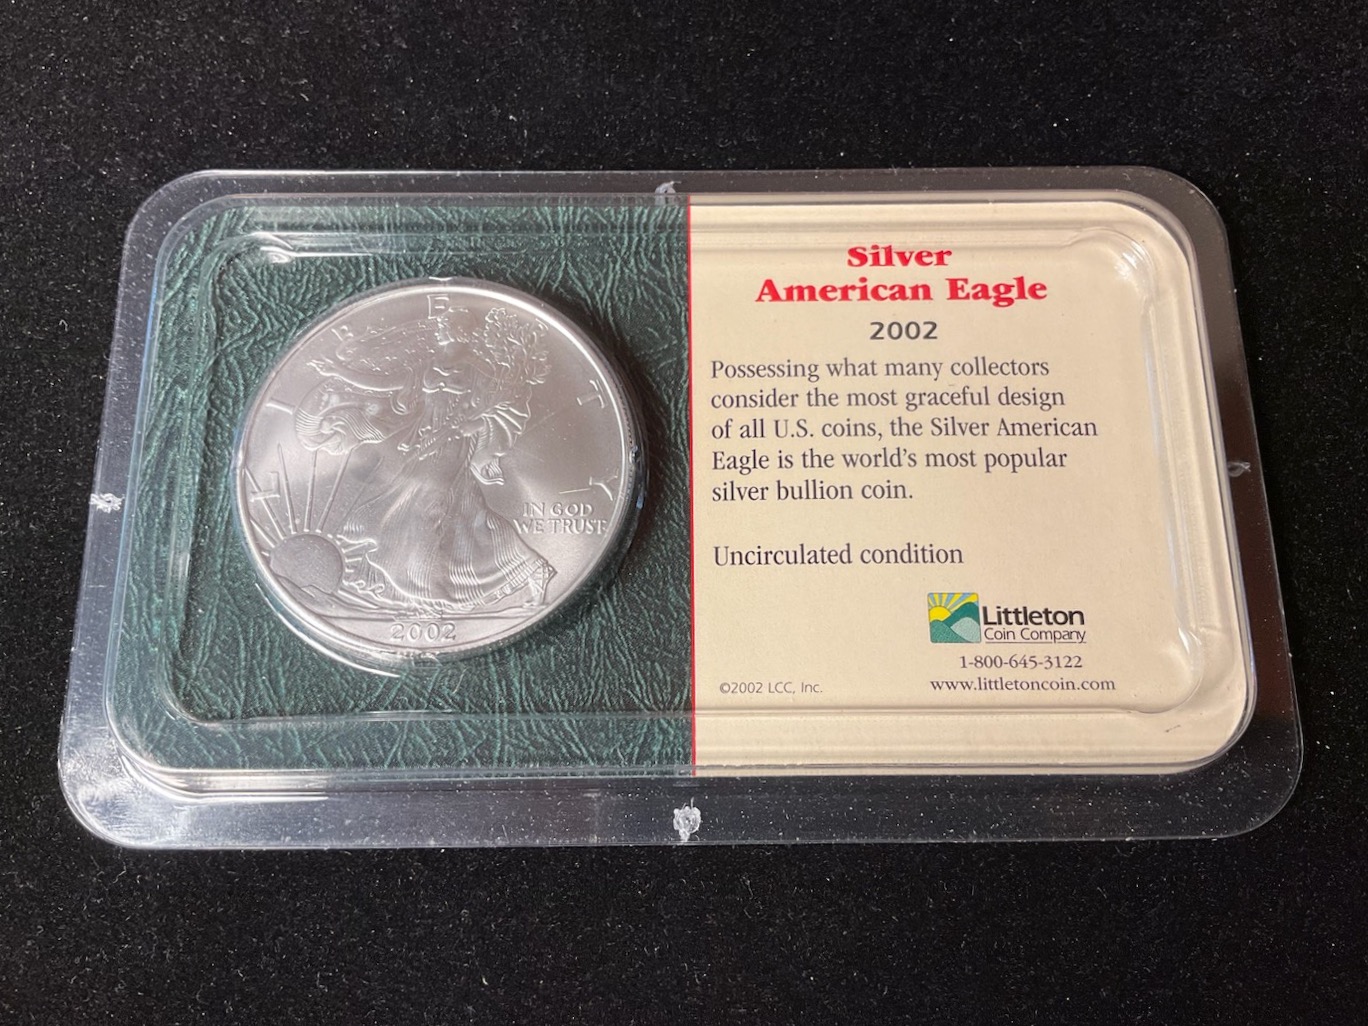 LIBERTY
IN GOD
WE TRUST
2002
Silver
American Eagle
2002
Possessing what many collectors
consider the most graceful design
of all U.S. coins, the Silver American
Eagle is the world's most popular
silver bullion coin.
Uncirculated condition
Littleton
Coin Company
1-800-645-3122
©2002 LCC, Inc.
www.littletoncoin.com